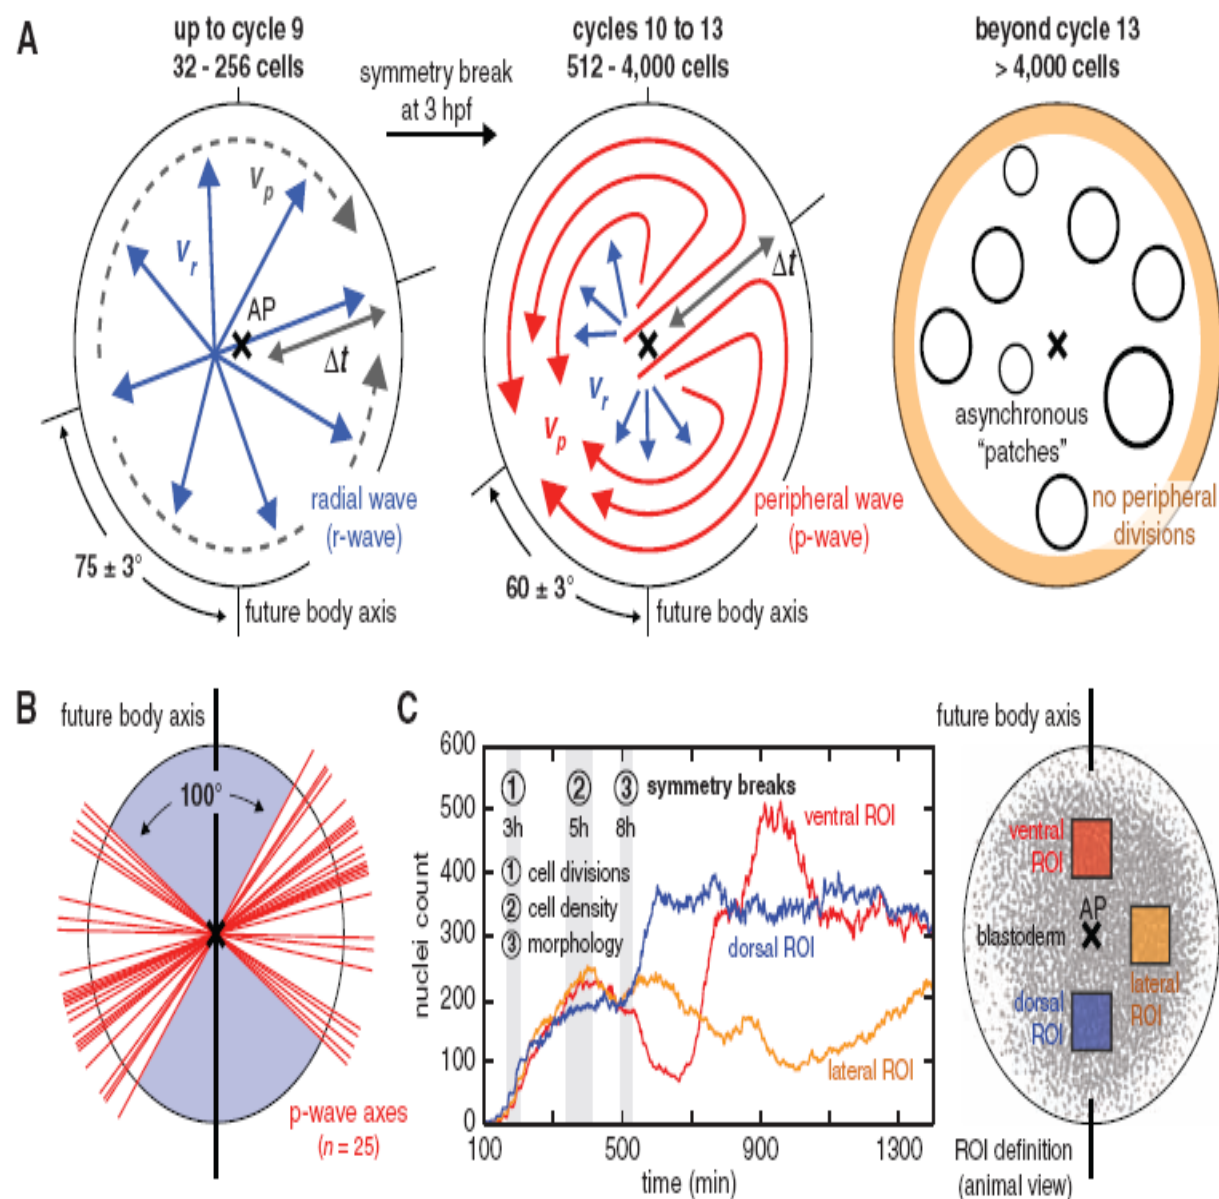 A
up to cycle 9
32 - 256 cells
symmetry break
at 3 hpf
cycles 10 to 13
512 - 4,000 cells
beyond cycle 13
> 4,000 cells
Vp
Vr
AP
Δt
radial wave
(r-wave)
75 ± 3°
future body axis
Δt
Vr
Vp
peripheral wave
(p-wave)
60 ± 3°
future body axis
asynchronous
"patches"
no peripheral
divisions
B
future body axis
100°
p-wave axes
(n = 25)
C
600
500
400
300
200
100
0
nuclei count
1 2 3 symmetry breaks
3h 5h 8h
1 cell divisions
2 cell density
3 morphology
ventral ROI
dorsal ROI
lateral ROI
100 500 900 1300
time (min)
future body axis
ventral
ROI
AP
blastoderm
lateral
ROI
dorsal
ROI
ROI definition
(animal view)